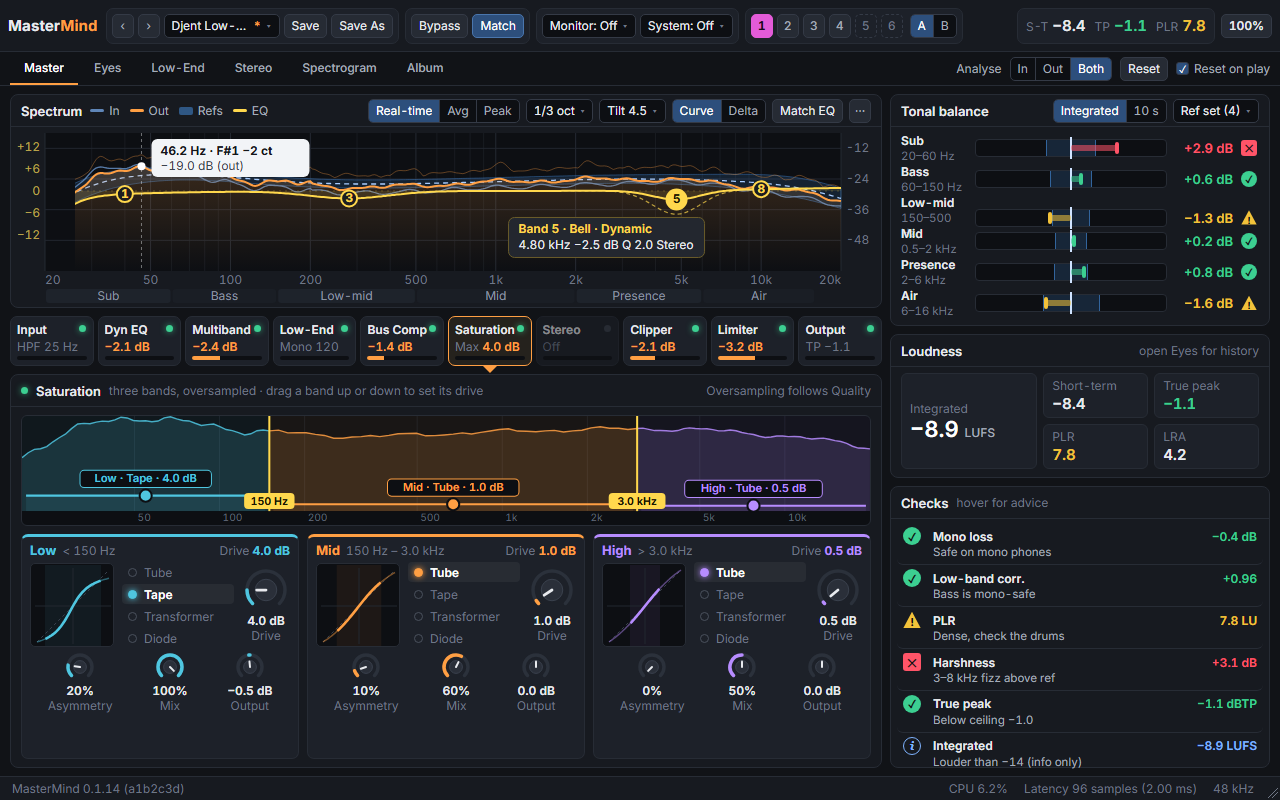 MasterMind ‹ › Djent Low-... * Save Save As Bypass Match Monitor: Off System: Off 1 2 3 4 5 6 A B S-T −8.4 TP −1.1 PLR 7.8 100%
Master Eyes Low-End Stereo Spectrogram Album Analyse In Out Both Reset Reset on play
Spectrum In Out Refs EQ Real-time Avg Peak 1/3 oct Tilt 4.5 Curve Delta Match EQ ...
+12
+6
0
−6
−12
46.2 Hz · F#1 −2 ct
−19.0 dB (out)
1
3
5
8
Band 5 · Bell · Dynamic
4.80 kHz −2.5 dB Q 2.0 Stereo
−12
−24
−36
−48
20 50 100 200 500 1k 2k 5k 10k 20k
Sub Bass Low-mid Mid Presence Air
Input
HPF 25 Hz
Dyn EQ
−2.1 dB
Multiband
−2.4 dB
Low-End
Mono 120
Bus Comp
−1.4 dB
Saturation
Max 4.0 dB
Stereo
Off
Clipper
−2.1 dB
Limiter
−3.2 dB
Output
TP −1.1
Saturation three bands, oversampled · drag a band up or down to set its drive Oversampling follows Quality
Low · Tape · 4.0 dB
Mid · Tube · 1.0 dB
High · Tube · 0.5 dB
150 Hz
3.0 kHz
50 100 200 500 1k 2k 5k 10k
Low < 150 Hz Drive 4.0 dB
Tube
Tape
Transformer
Diode
4.0 dB
Drive
20% 100% −0.5 dB
Asymmetry Mix Output
Mid 150 Hz – 3.0 kHz Drive 1.0 dB
Tube
Tape
Transformer
Diode
1.0 dB
Drive
10% 60% 0.0 dB
Asymmetry Mix Output
High > 3.0 kHz Drive 0.5 dB
Tube
Tape
Transformer
Diode
0.5 dB
Drive
0% 50% 0.0 dB
Asymmetry Mix Output
Tonal balance Integrated 10 s Ref set (4)
Sub +2.9 dB
20–60 Hz
Bass +0.6 dB
60–150 Hz
Low-mid −1.3 dB
150–500
Mid +0.2 dB
0.5–2 kHz
Presence +0.8 dB
2–6 kHz
Air −1.6 dB
6–16 kHz
Loudness open Eyes for history
Integrated
−8.9 LUFS
Short-term
−8.4
True peak
−1.1
PLR
7.8
LRA
4.2
Checks hover for advice
Mono loss −0.4 dB
Safe on mono phones
Low-band corr. +0.96
Bass is mono-safe
PLR 7.8 LU
Dense, check the drums
Harshness +3.1 dB
3–8 kHz fizz above ref
True peak −1.1 dBTP
Below ceiling −1.0
Integrated −8.9 LUFS
Louder than −14 (info only)
MasterMind 0.1.14 (a1b2c3d) CPU 6.2% Latency 96 samples (2.00 ms) 48 kHz